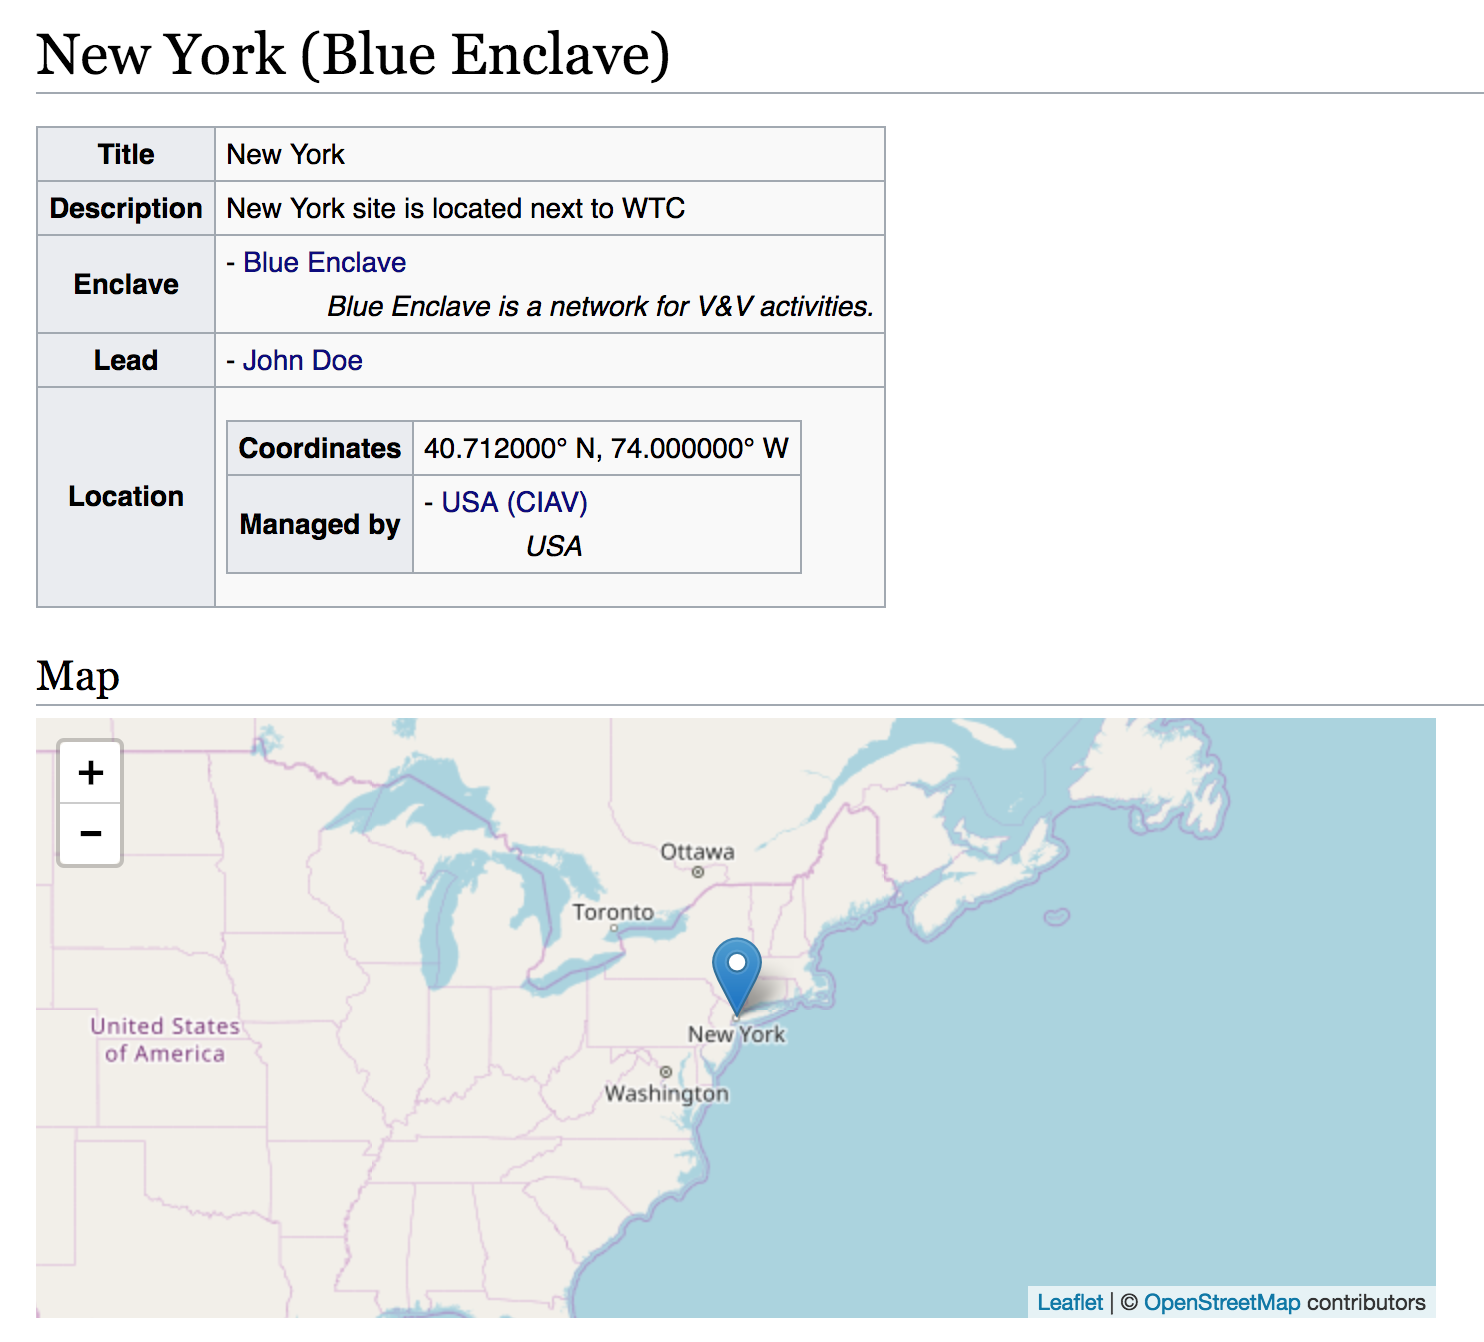 New York (Blue Enclave)
Title New York
Description New York site is located next to WTC
Enclave - Blue Enclave
Blue Enclave is a network for V&V activities.
Lead - John Doe
Location
Coordinates 40.712000° N, 74.000000° W
Managed by - USA (CIAV)
USA
Map
+
−
Ottawa
Toronto
New York
United States
of America
Washington
Leaflet | © OpenStreetMap contributors